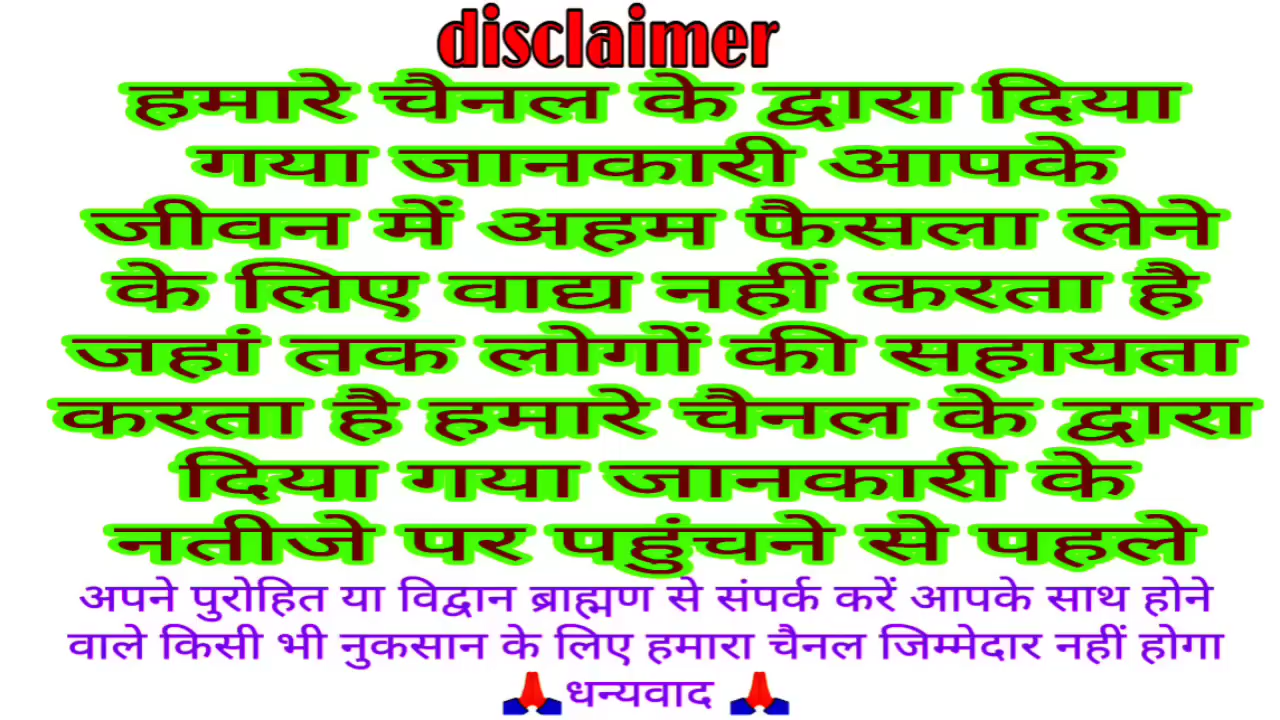 disclaimer
हमारे चैनल के द्वारा दिया
गया जानकारी आपके
जीवन में अहम फैसला लेने
के लिए वाद्य नहीं करता है
जहां तक लोगों की सहायता
करता है हमारे चैनल के द्वारा
दिया गया जानकारी के
नतीजे पर पहुंचने से पहले
अपने पुरोहित या विद्वान ब्राह्मण से संपर्क करें आपके साथ होने
वाले किसी भी नुकसान के लिए हमारा चैनल जिम्मेदार नहीं होगा
🙏धन्यवाद 🙏